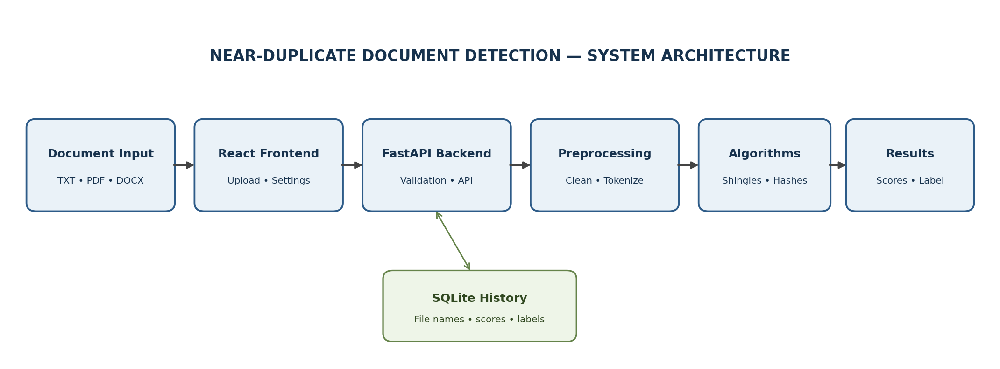 NEAR-DUPLICATE DOCUMENT DETECTION — SYSTEM ARCHITECTURE
Document Input
TXT • PDF • DOCX
React Frontend
Upload • Settings
FastAPI Backend
Validation • API
Preprocessing
Clean • Tokenize
Algorithms
Shingles • Hashes
Results
Scores • Label
SQLite History
File names • scores • labels